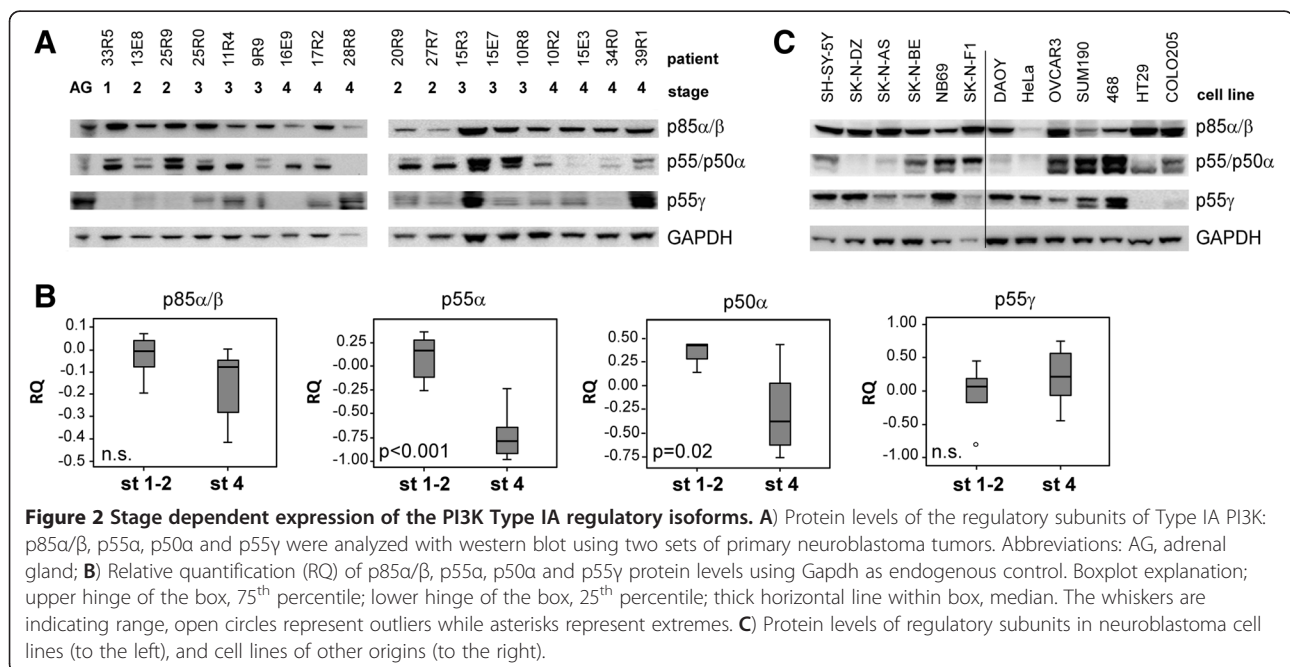 A
33R5 13E8 25R9 25R0 11R4 9R9 16E9 17R2 28R8 20R9 27R7 15R3 15E7 10R8 10R2 15E3 34R0 39R1 patient
AG 1 2 2 3 3 3 4 4 4 2 2 3 3 3 4 4 4 4 stage
p85α/β
p55/p50α
p55γ
GAPDH
C
SH-SY-5Y SK-N-DZ SK-N-AS SK-N-BE NB69 SK-N-F1 DAOY HeLa OVCAR3 SUM190 468 HT29 COLO205 cell line
p85α/β
p55/p50α
p55γ
GAPDH
B
p85α/β
RQ
0.1
0.0
-0.1
-0.2
-0.3
-0.4
-0.5
n.s.
st 1-2 st 4
p55α
RQ
0.25
-0.00
-0.25
-0.50
-0.75
-1.00
p<0.001
st 1-2 st 4
p50α
RQ
0.50
0.25
0.00
-0.25
-0.50
-0.75
p=0.02
st 1-2 st 4
p55γ
RQ
1.00
0.50
0.00
-0.50
-1.00
n.s.
st 1-2 st 4
Figure 2 Stage dependent expression of the PI3K Type IA regulatory isoforms. A) Protein levels of the regulatory subunits of Type IA PI3K:
p85α/β, p55α, p50α and p55γ were analyzed with western blot using two sets of primary neuroblastoma tumors. Abbreviations: AG, adrenal
gland; B) Relative quantification (RQ) of p85α/β, p55α, p50α and p55γ protein levels using Gapdh as endogenous control. Boxplot explanation;
upper hinge of the box, 75th percentile; lower hinge of the box, 25th percentile; thick horizontal line within box, median. The whiskers are
indicating range, open circles represent outliers while asterisks represent extremes. C) Protein levels of regulatory subunits in neuroblastoma cell
lines (to the left), and cell lines of other origins (to the right).